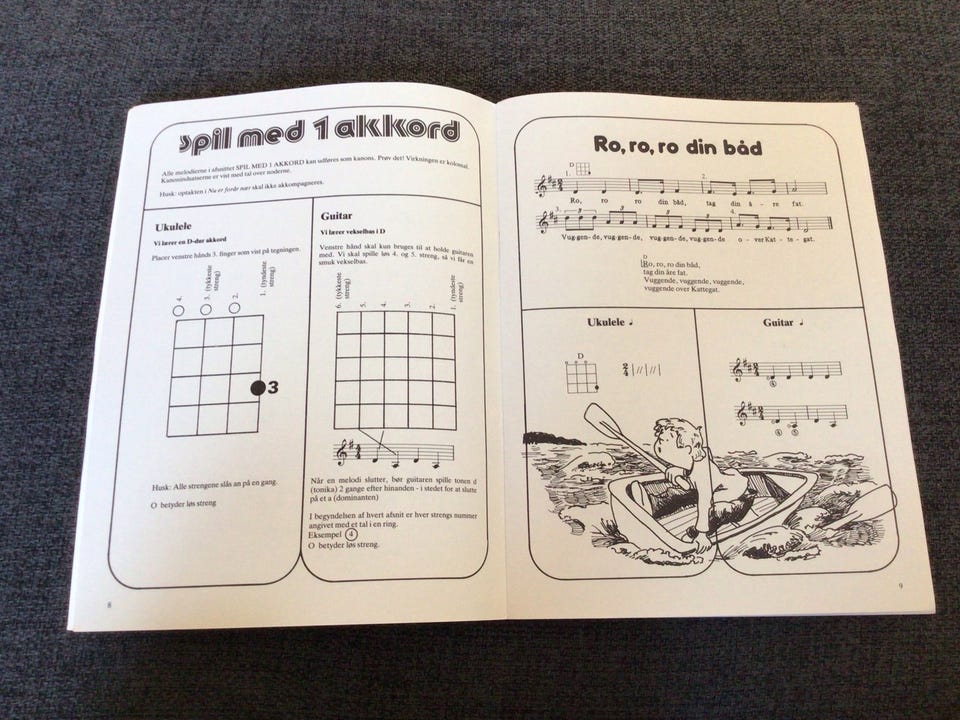 spil med 1 akkord
Alle melodierne i afsnittet SPIL MED 1 AKKORD kan udføres som kanons. Prøv det! Virkningen er kolossal.
Kanonindsatserne er vist med tal over noderne.
Husk: optakten i Nu er fordr nær skal ikke akkompagneres.
Ukulele
Vi lærer en D-dur akkord
Placer venstre hånds 3. finger som vist på tegningen.
4.
3. (tykkeste
streng)
2.
1. (tyndeste
streng)
3
Husk: Alle strengene slås an på en gang.
O betyder løs streng
Guitar
Vi lærer vekselbas i D
Venstre hånd skal kun bruges til at holde guitaren
med. Vi skal spille løs 4. og 5. streng, så vi får en
smuk vekselbas.
6. (tykkeste
streng)
5.
4.
3.
2.
1. (tyndeste
streng)
Når en melodi slutter, bør guitaren spille tonen d
(tonika) 2 gange efter hinanden - i stedet for at slutte
på et a (dominanten)
I begyndelsen af hvert afsnit er hver strengs nummer
angivet med et tal i en ring.
Eksempel 4
O betyder løs streng.
8
Ro, ro, ro din båd
D
1.
2.
Ro, ro ro din båd, tag din å - re fat.
3.
3 3 3 3
4.
Vug-gen-de, vug-gen-de, vug-gen-de, vug-gen-de o - ver Kat - te - gat.
D
Ro, ro, ro din båd,
tag din åre fat.
Vuggende, vuggende, vuggende,
vuggende over Kattegat.
Ukulele
D
2/4 | // | // |
Guitar
4
4 5
9